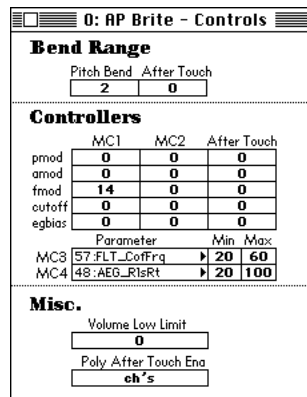 0: AP Brite - Controls
Bend Range
Pitch Bend After Touch
2 0
Controllers
MC1 MC2 After Touch
pmod 0 0 0
amod 0 0 0
fmod 14 0 0
cutoff 0 0 0
egbias 0 0 0
Parameter Min Max
MC3 57:FLT_CofFrq 20 60
MC4 48:AEG_R1sRt 20 100
Misc.
Volume Low Limit
0
Poly After Touch Ena
ch's